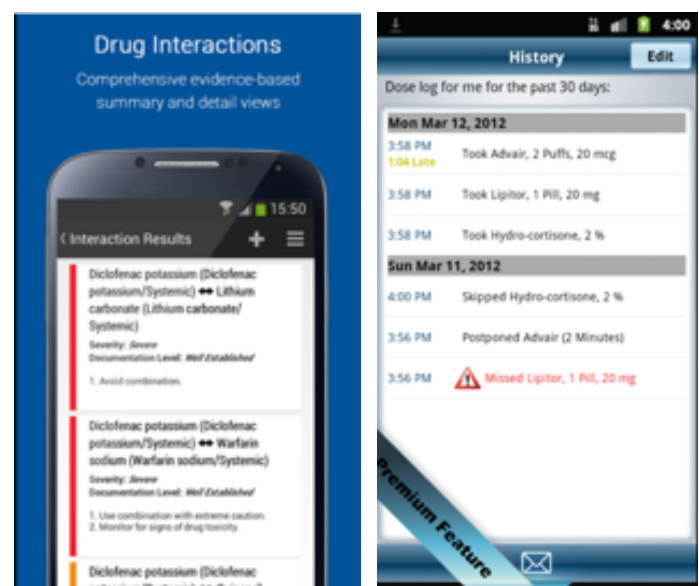 Drug Interactions
Comprehensive evidence-based
summary and detail views
15:50
Interaction Results
Diclofenac potassium (Diclofenac
potassium/Systemic) ⬌ Lithium
carbonate (Lithium carbonate/
Systemic)
Severity: Severe
Documentation Level: Well Established
1. Avoid combination.
Diclofenac potassium (Diclofenac
potassium/Systemic) ⬌ Warfarin
sodium (Warfarin sodium/Systemic)
Severity: Severe
Documentation Level: Well Established
1. Use combination with extreme caution.
2. Monitor for signs of drug toxicity.
Diclofenac potassium (Diclofenac
4:00
History
Edit
Dose log for me for the past 30 days:
Mon Mar 12, 2012
3:58 PM
1:04 Late
Took Advair, 2 Puffs, 20 mcg
3:58 PM
Took Lipitor, 1 Pill, 20 mg
3:58 PM
Took Hydro-cortisone, 2 %
Sun Mar 11, 2012
4:00 PM
Skipped Hydro-cortisone, 2 %
3:56 PM
Postponed Advair (2 Minutes)
3:56 PM
Missed Lipitor, 1 Pill, 20 mg
Premium Feature